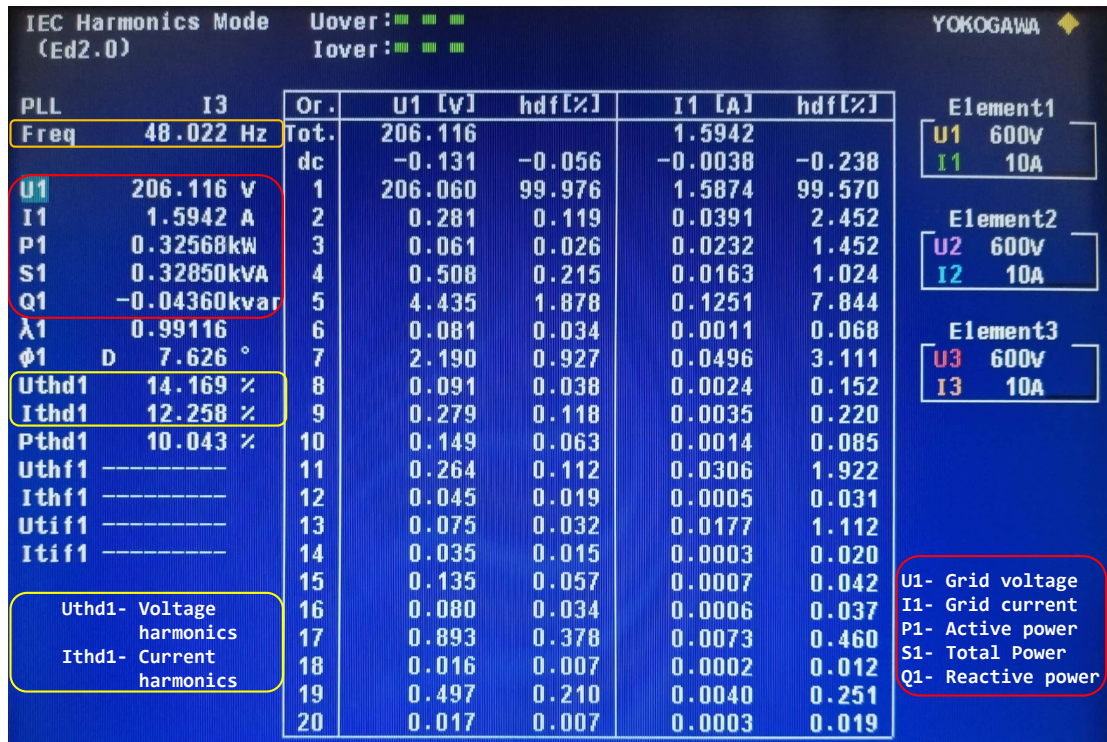 IEC Harmonics Mode Uover: YOKOGAWA
(Ed2.0) Iover:
PLL I3
Freq 48.022 Hz
U1 206.116 V
I1 1.5942 A
P1 0.32568kW
S1 0.32850kVA
Q1 -0.04360kvar
λ1 0.99116
Φ1 D 7.626 °
Uthd1 14.169 %
Ithd1 12.258 %
Pthd1 10.043 %
Uthf1 ---------
Ithf1 ---------
Utif1 ---------
Itif1 ---------
Uthd1- Voltage
harmonics
Ithd1- Current
harmonics
Or. U1 [V] hdf[%] I1 [A] hdf[%]
Tot. 206.116 1.5942
dc -0.131 -0.056 -0.0038 -0.238
1 206.060 99.976 1.5874 99.570
2 0.281 0.119 0.0391 2.452
3 0.061 0.026 0.0232 1.452
4 0.508 0.215 0.0163 1.024
5 4.435 1.878 0.1251 7.844
6 0.081 0.034 0.0011 0.068
7 2.190 0.927 0.0496 3.111
8 0.091 0.038 0.0024 0.152
9 0.279 0.118 0.0035 0.220
10 0.149 0.063 0.0014 0.085
11 0.264 0.112 0.0306 1.922
12 0.045 0.019 0.0005 0.031
13 0.075 0.032 0.0177 1.112
14 0.035 0.015 0.0003 0.020
15 0.135 0.057 0.0007 0.042
16 0.080 0.034 0.0006 0.037
17 0.893 0.378 0.0073 0.460
18 0.016 0.007 0.0002 0.012
19 0.497 0.210 0.0040 0.251
20 0.017 0.007 0.0003 0.019
Element1
U1 600V
I1 10A
Element2
U2 600V
I2 10A
Element3
U3 600V
I3 10A
U1- Grid voltage
I1- Grid current
P1- Active power
S1- Total Power
Q1- Reactive power